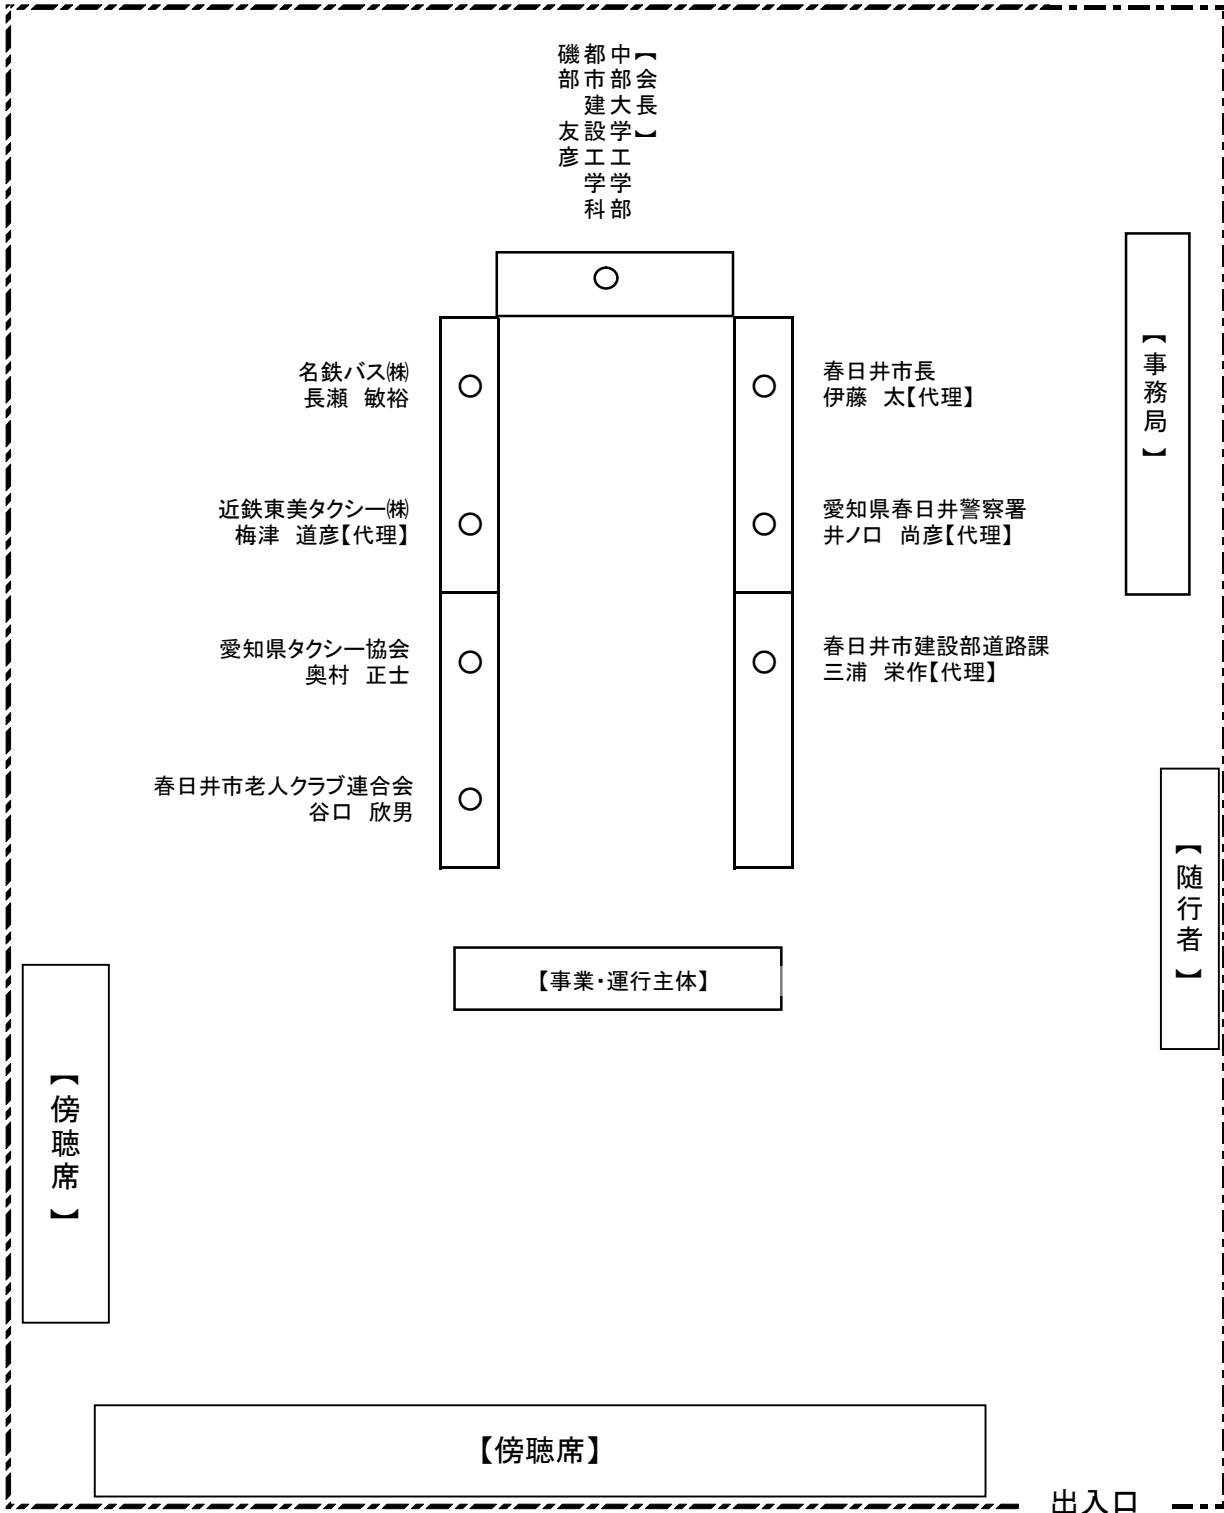 【会長】
中部大学工学部
都市建設工学科
磯部　友彦
名鉄バス㈱
長瀬　敏裕
近鉄東美タクシー㈱
梅津　道彦【代理】
愛知県タクシー協会
奥村　正士
春日井市老人クラブ連合会
谷口　欣男
春日井市長
伊藤　太【代理】
愛知県春日井警察署
井ノ口　尚彦【代理】
春日井市建設部道路課
三浦　栄作【代理】
【事務局】
【随行者】
【事業・運行主体】
【傍聴席】
【傍聴席】
出入口